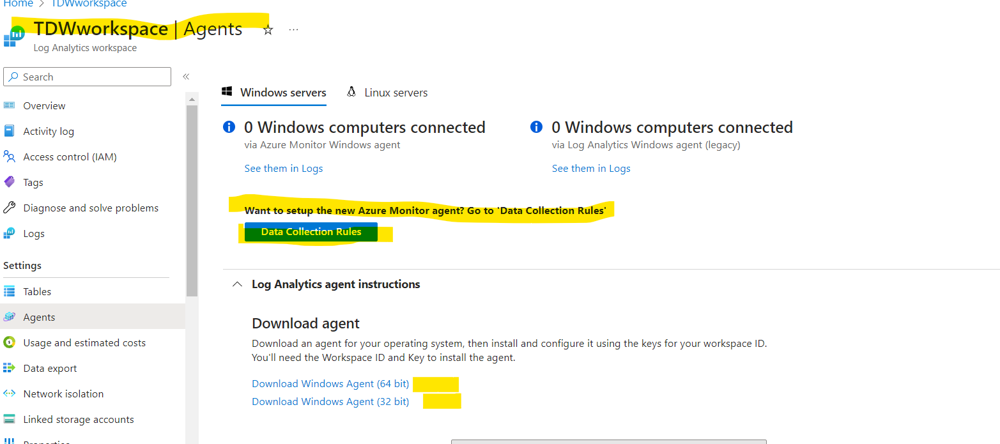 Home > TDWworkspace
TDWworkspace | Agents ☆ ...
Log Analytics workspace
Search «
Overview
Activity log
Access control (IAM)
Tags
Diagnose and solve problems
Logs
Settings
Tables
Agents
Usage and estimated costs
Data export
Network isolation
Linked storage accounts
Properties
Windows servers Linux servers
0 Windows computers connected
via Azure Monitor Windows agent
See them in Logs
0 Windows computers connected
via Log Analytics Windows agent (legacy)
See them in Logs
Want to setup the new Azure Monitor agent? Go to 'Data Collection Rules'
Data Collection Rules
Log Analytics agent instructions
Download agent
Download an agent for your operating system, then install and configure it using the keys for your workspace ID.
You'll need the Workspace ID and Key to install the agent.
Download Windows Agent (64 bit)
Download Windows Agent (32 bit)